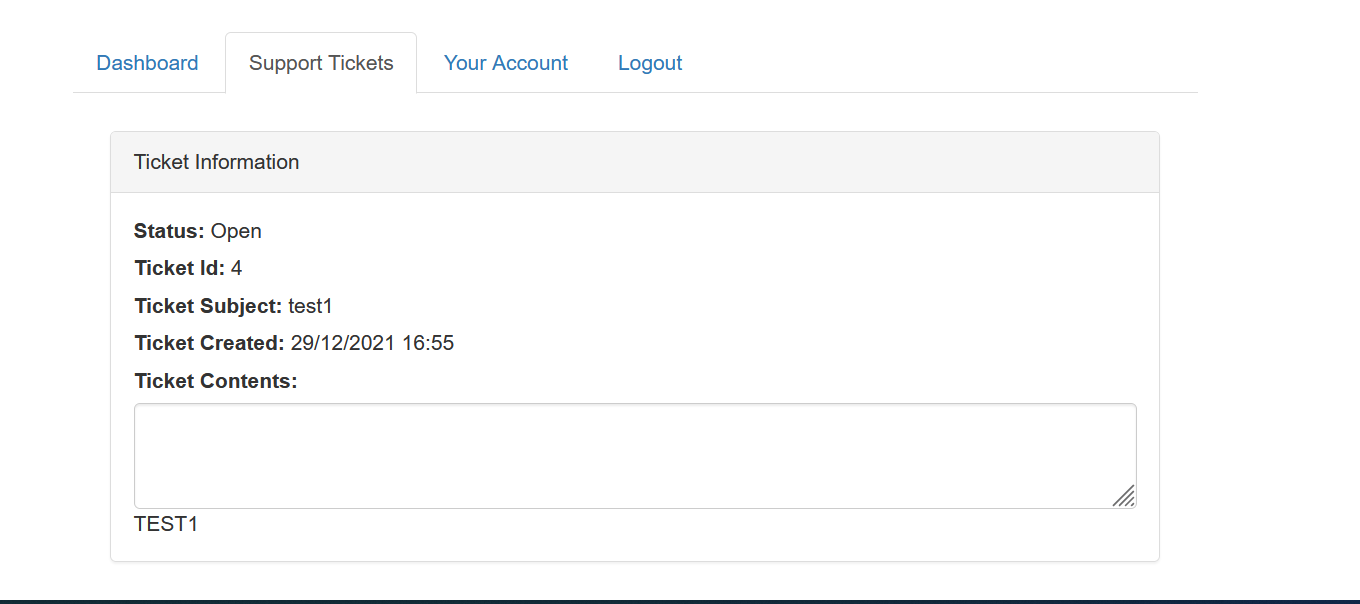 Dashboard Support Tickets Your Account Logout
Ticket Information
Status: Open
Ticket Id: 4
Ticket Subject: test1
Ticket Created: 29/12/2021 16:55
Ticket Contents:
TEST1